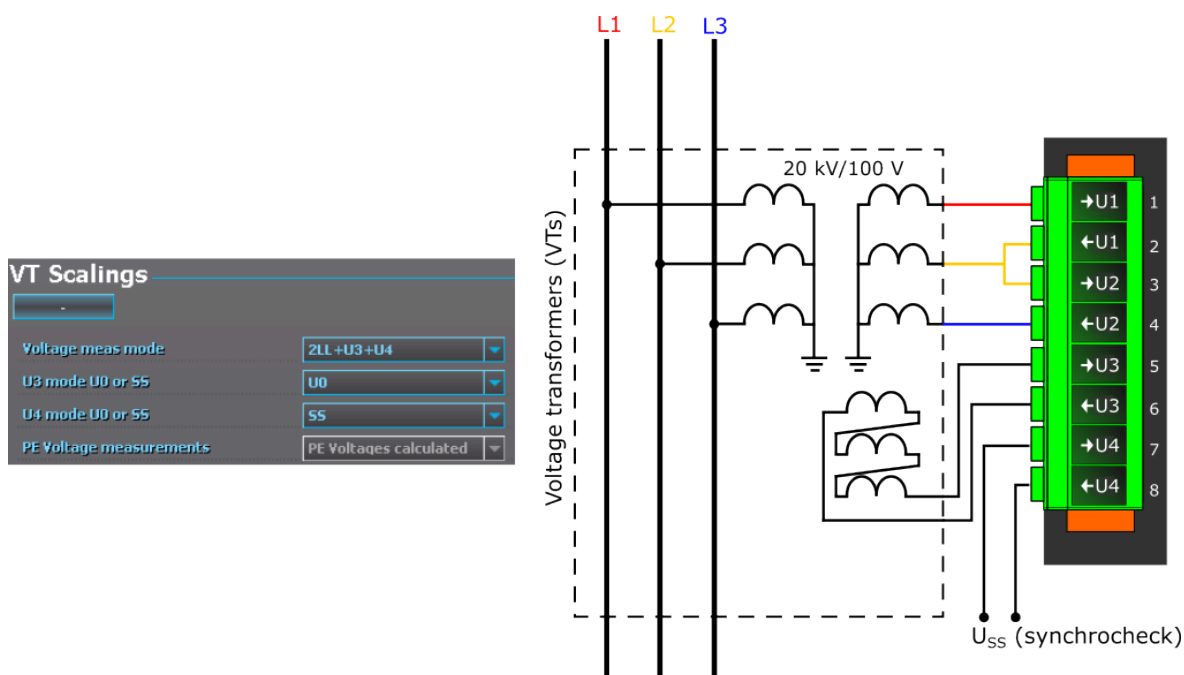 VT Scalings
-
Voltage meas mode 2LL+U3+U4
U3 mode U0 or SS U0
U4 mode U0 or SS SS
PE Voltage measurements PE Voltages calculated
L1 L2 L3
Voltage transformers (VTs)
20 kV/100 V
→U1 1
←U1 2
→U2 3
←U2 4
→U3 5
←U3 6
→U4 7
←U4 8
USS (synchrocheck)